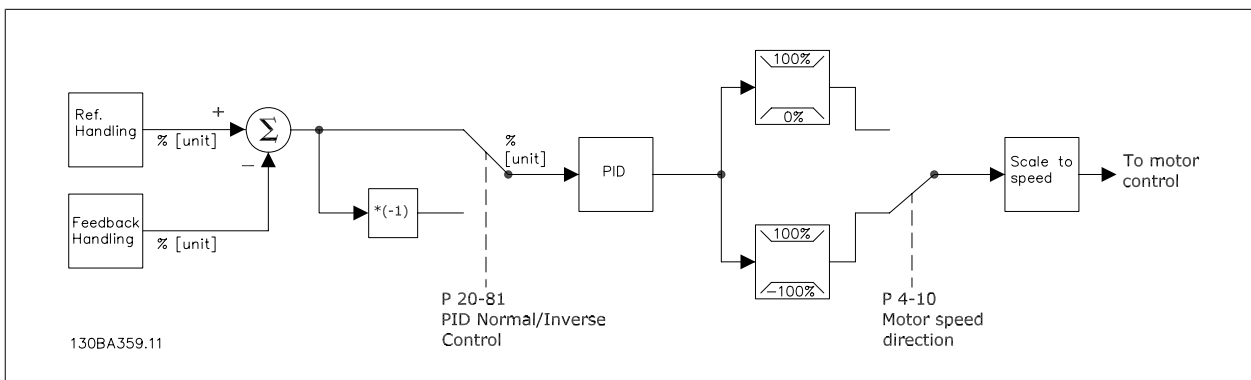 Ref.
Handling
+
% [unit]
Σ
−
Feedback
Handling
% [unit]
*(-1)
%
[unit]
P 20-81
PID Normal/Inverse
Control
PID
100%
0%
100%
-100%
P 4-10
Motor speed
direction
Scale to
speed
To motor
control
130BA359.11